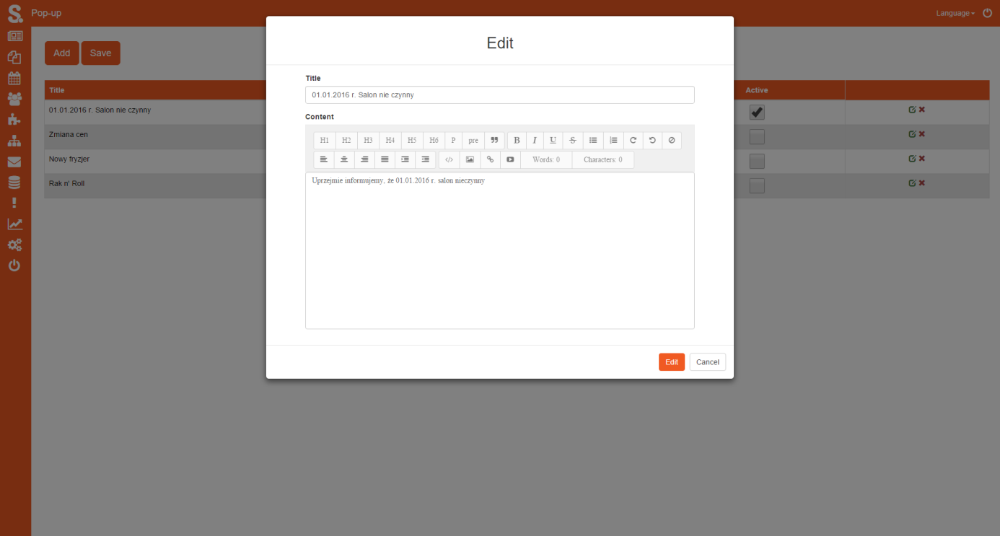 S. Pop-up
Language
Add Save
Edit
Title
01.01.2016 r. Salon nie czynny
Content
H1 H2 H3 H4 H5 H6 P pre B I U S
Words: 0 Characters: 0
Uprzejmie informujemy, że 01.01.2016 r. salon nieczynny
Edit Cancel
Title Active
01.01.2016 r. Salon nie czynny
Zmiana cen
Nowy fryzjer
Rak n' Roll